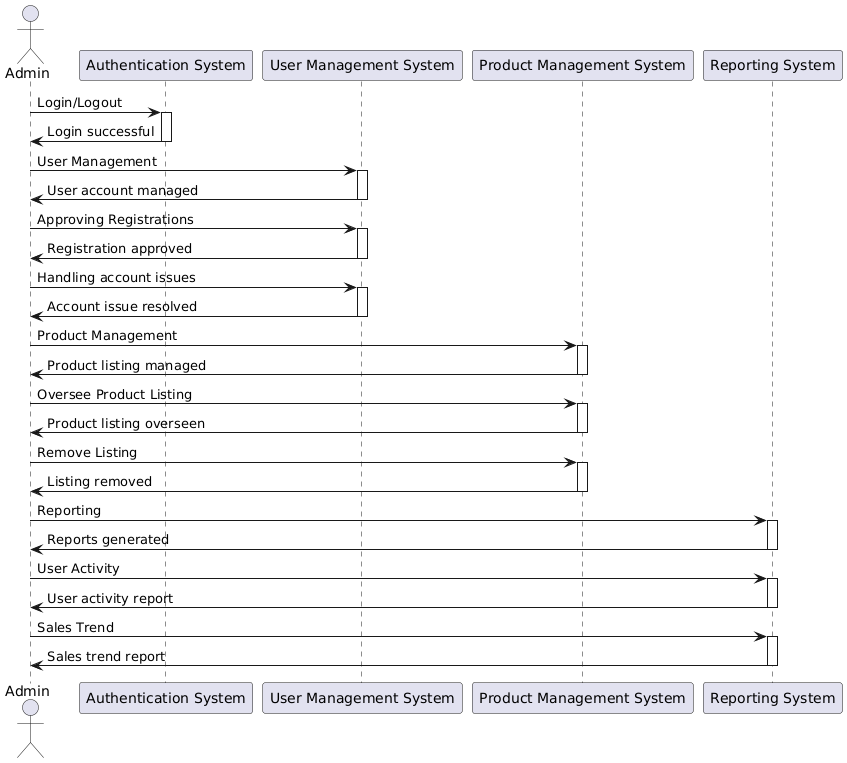 Admin
Authentication System
User Management System
Product Management System
Reporting System
Login/Logout
Login successful
User Management
User account managed
Approving Registrations
Registration approved
Handling account issues
Account issue resolved
Product Management
Product listing managed
Oversee Product Listing
Product listing overseen
Remove Listing
Listing removed
Reporting
Reports generated
User Activity
User activity report
Sales Trend
Sales trend report
Admin
Authentication System
User Management System
Product Management System
Reporting System